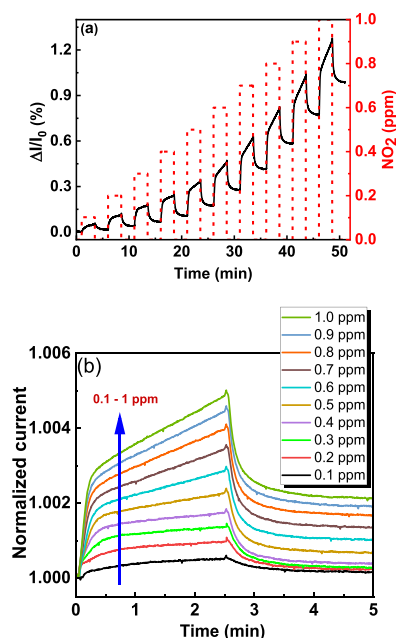 (a)
ΔI/I0 (%)
1.2
0.9
0.6
0.3
0.0
1.0
0.8
0.6
0.4
0.2
0.0
NO2 (ppm)
0 10 20 30 40 50
Time (min)
(b)
1.0 ppm
0.9 ppm
0.8 ppm
0.7 ppm
0.6 ppm
0.5 ppm
0.4 ppm
0.3 ppm
0.2 ppm
0.1 ppm
0.1 - 1 ppm
Normalized current
1.006
1.004
1.002
1.000
0 1 2 3 4 5
Time (min)